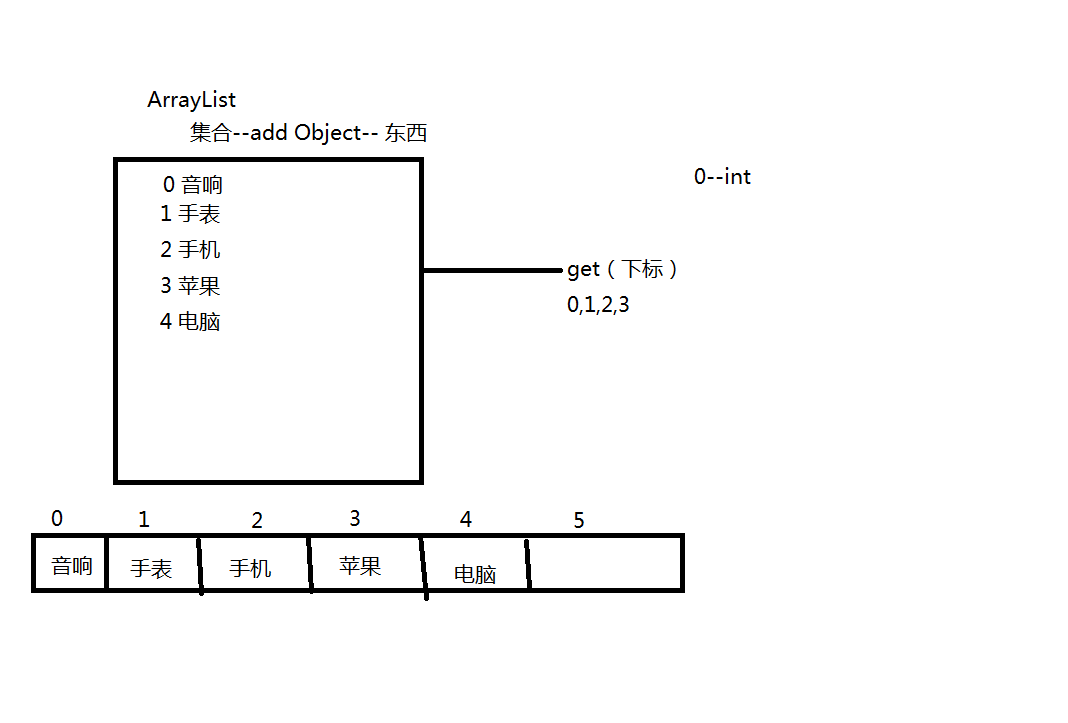 ArrayList
集合--add Object-- 东西
0 音响
1 手表
2 手机
3 苹果
4 电脑
0--int
get（下标）
0,1,2,3
0 1 2 3 4 5
音响 手表 手机 苹果 电脑